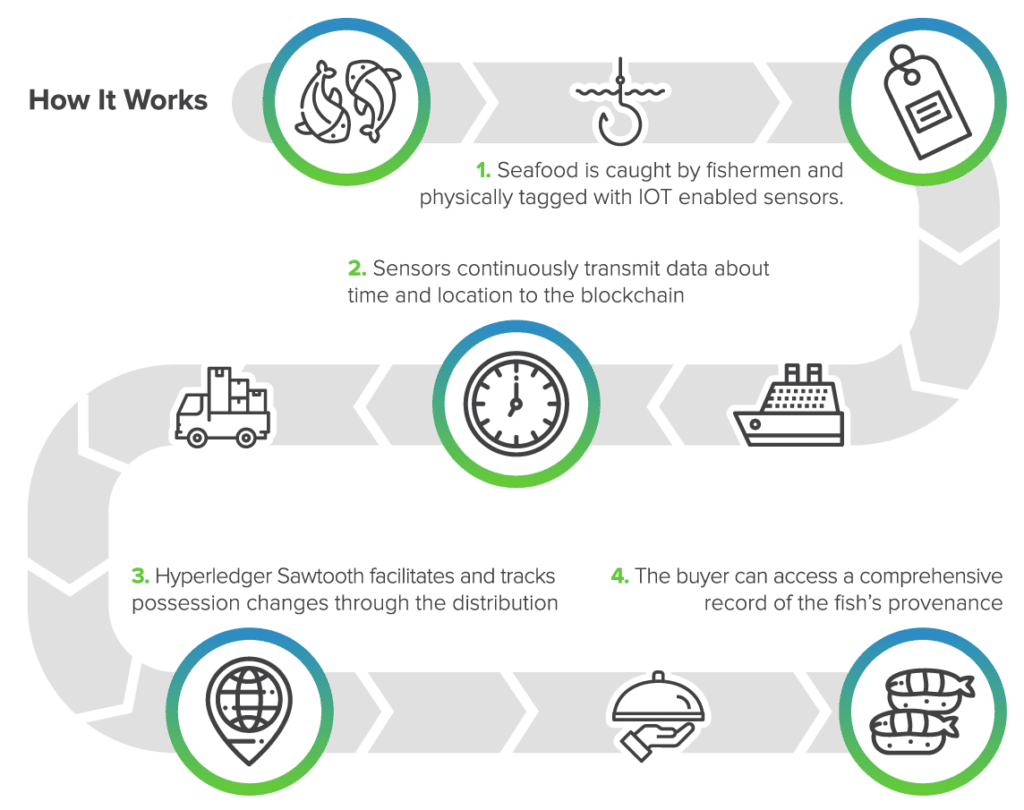 How It Works
1. Seafood is caught by fishermen and
physically tagged with IOT enabled sensors.
2. Sensors continuously transmit data about
time and location to the blockchain
3. Hyperledger Sawtooth facilitates and tracks
possession changes through the distribution
4. The buyer can access a comprehensive
record of the fish's provenance